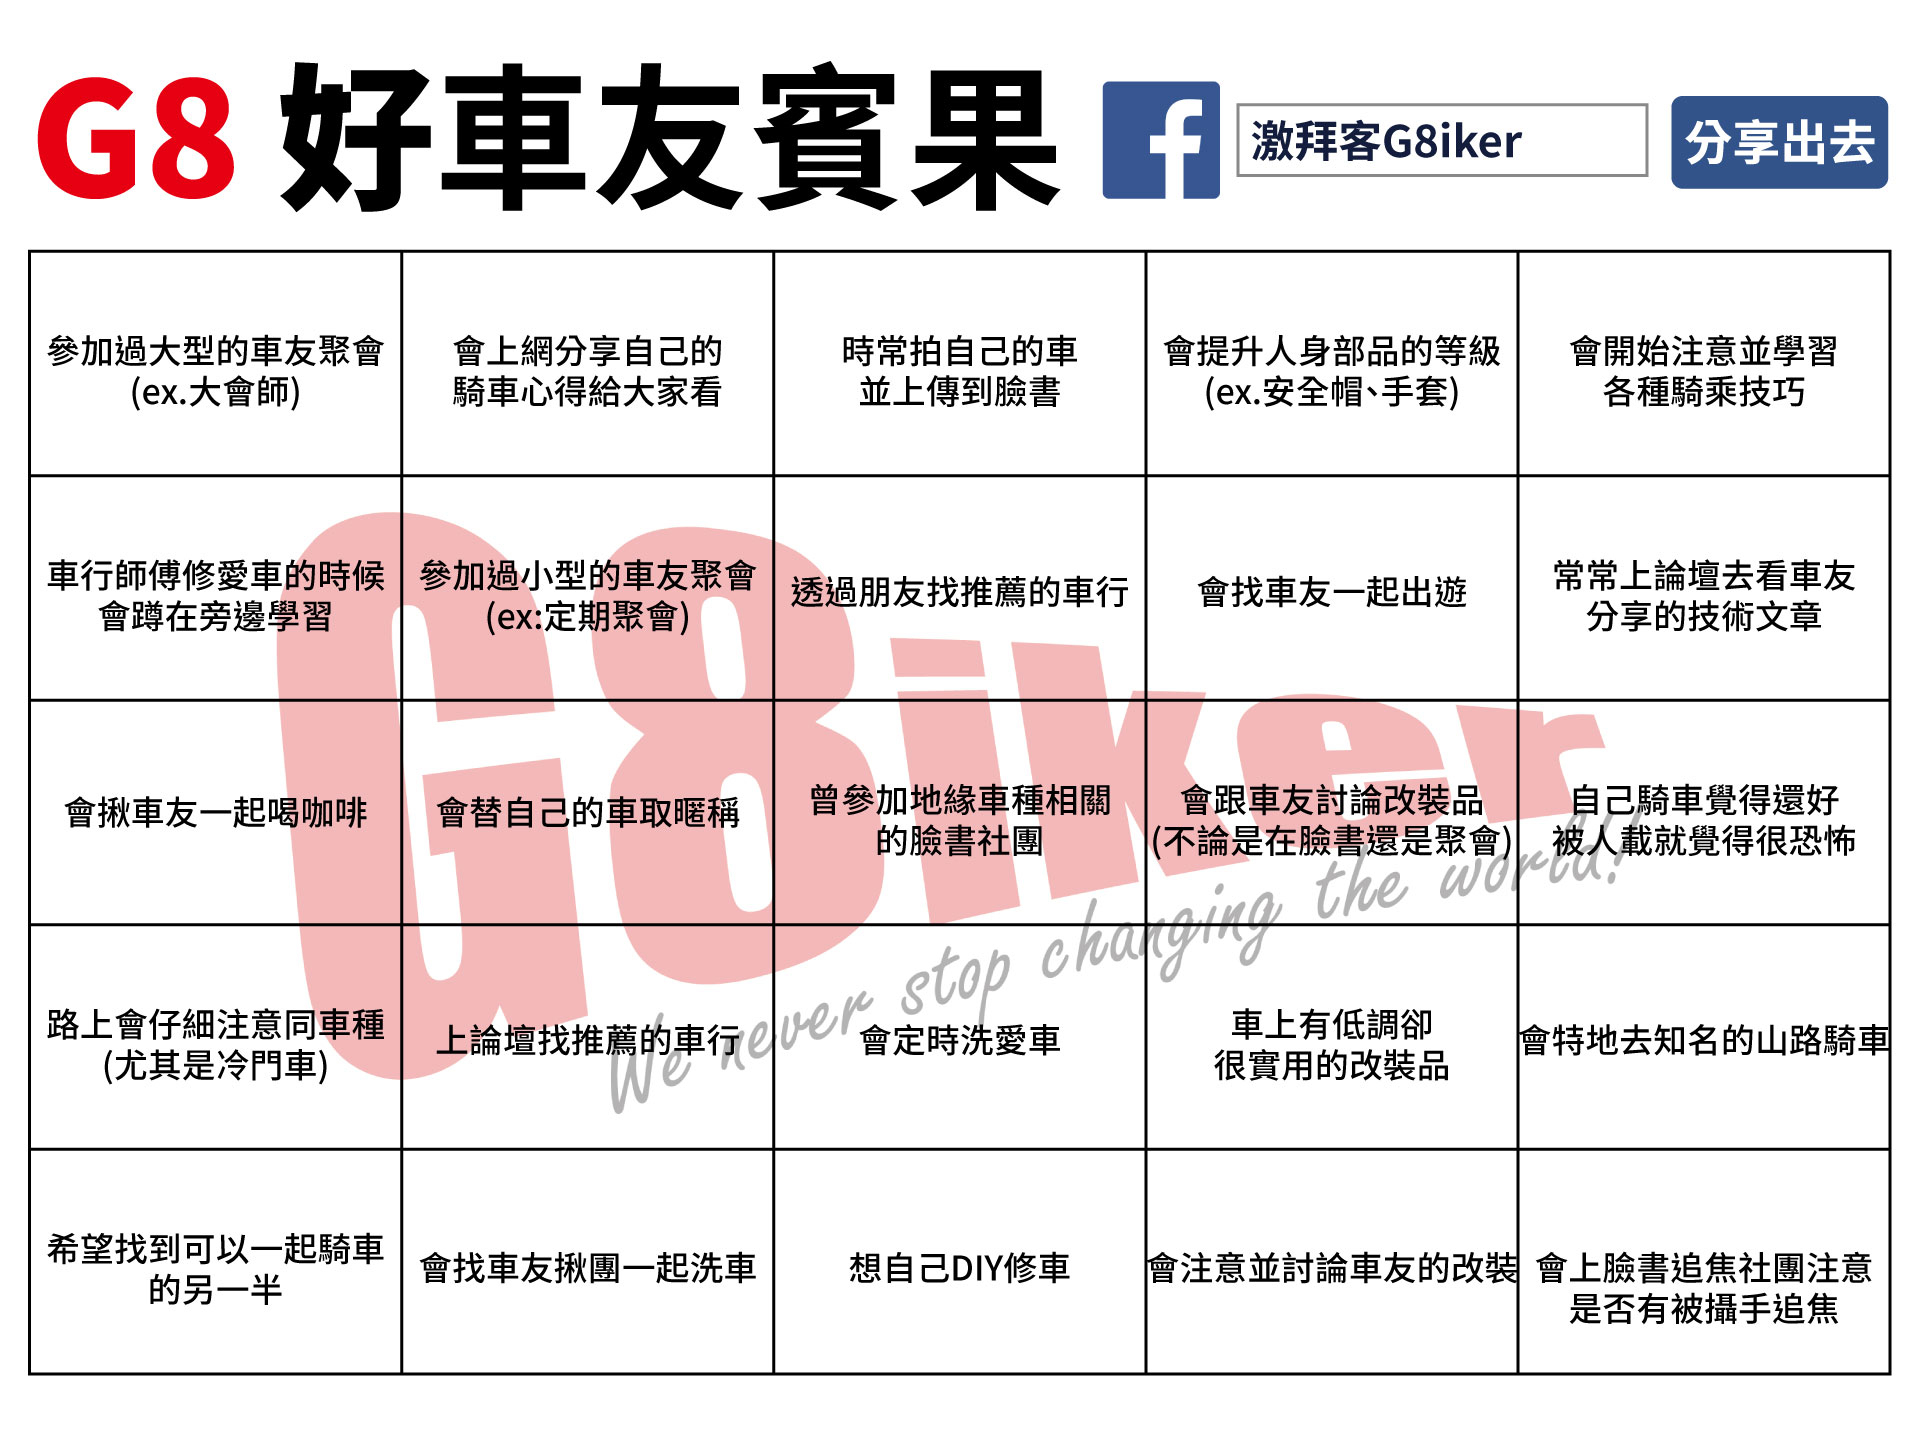 G8 好車友賓果
f
激拜客G8iker
分享出去
參加過大型的車友聚會
(ex.大會師)
會上網分享自己的
騎車心得給大家看
時常拍自己的車
並上傳到臉書
會提升人身部品的等級
(ex.安全帽、手套)
會開始注意並學習
各種騎乘技巧
車行師傅修愛車的時候
會蹲在旁邊學習
參加過小型的車友聚會
(ex:定期聚會)
透過朋友找推薦的車行
會找車友一起出遊
常常上論壇去看車友
分享的技術文章
會揪車友一起喝咖啡
會替自己的車取暱稱
曾參加地緣車種相關
的臉書社團
會跟車友討論改裝品
(不論是在臉書還是聚會)
自己騎車覺得還好
被人載就覺得很恐怖
路上會仔細注意同車種
(尤其是冷門車)
上論壇找推薦的車行
會定時洗愛車
車上有低調卻
很實用的改裝品
會特地去知名的山路騎車
希望找到可以一起騎車
的另一半
會找車友揪團一起洗車
想自己DIY修車
會注意並討論車友的改裝
會上臉書追焦社團注意
是否有被攝手追焦
G8iker
We never stop changing the world!